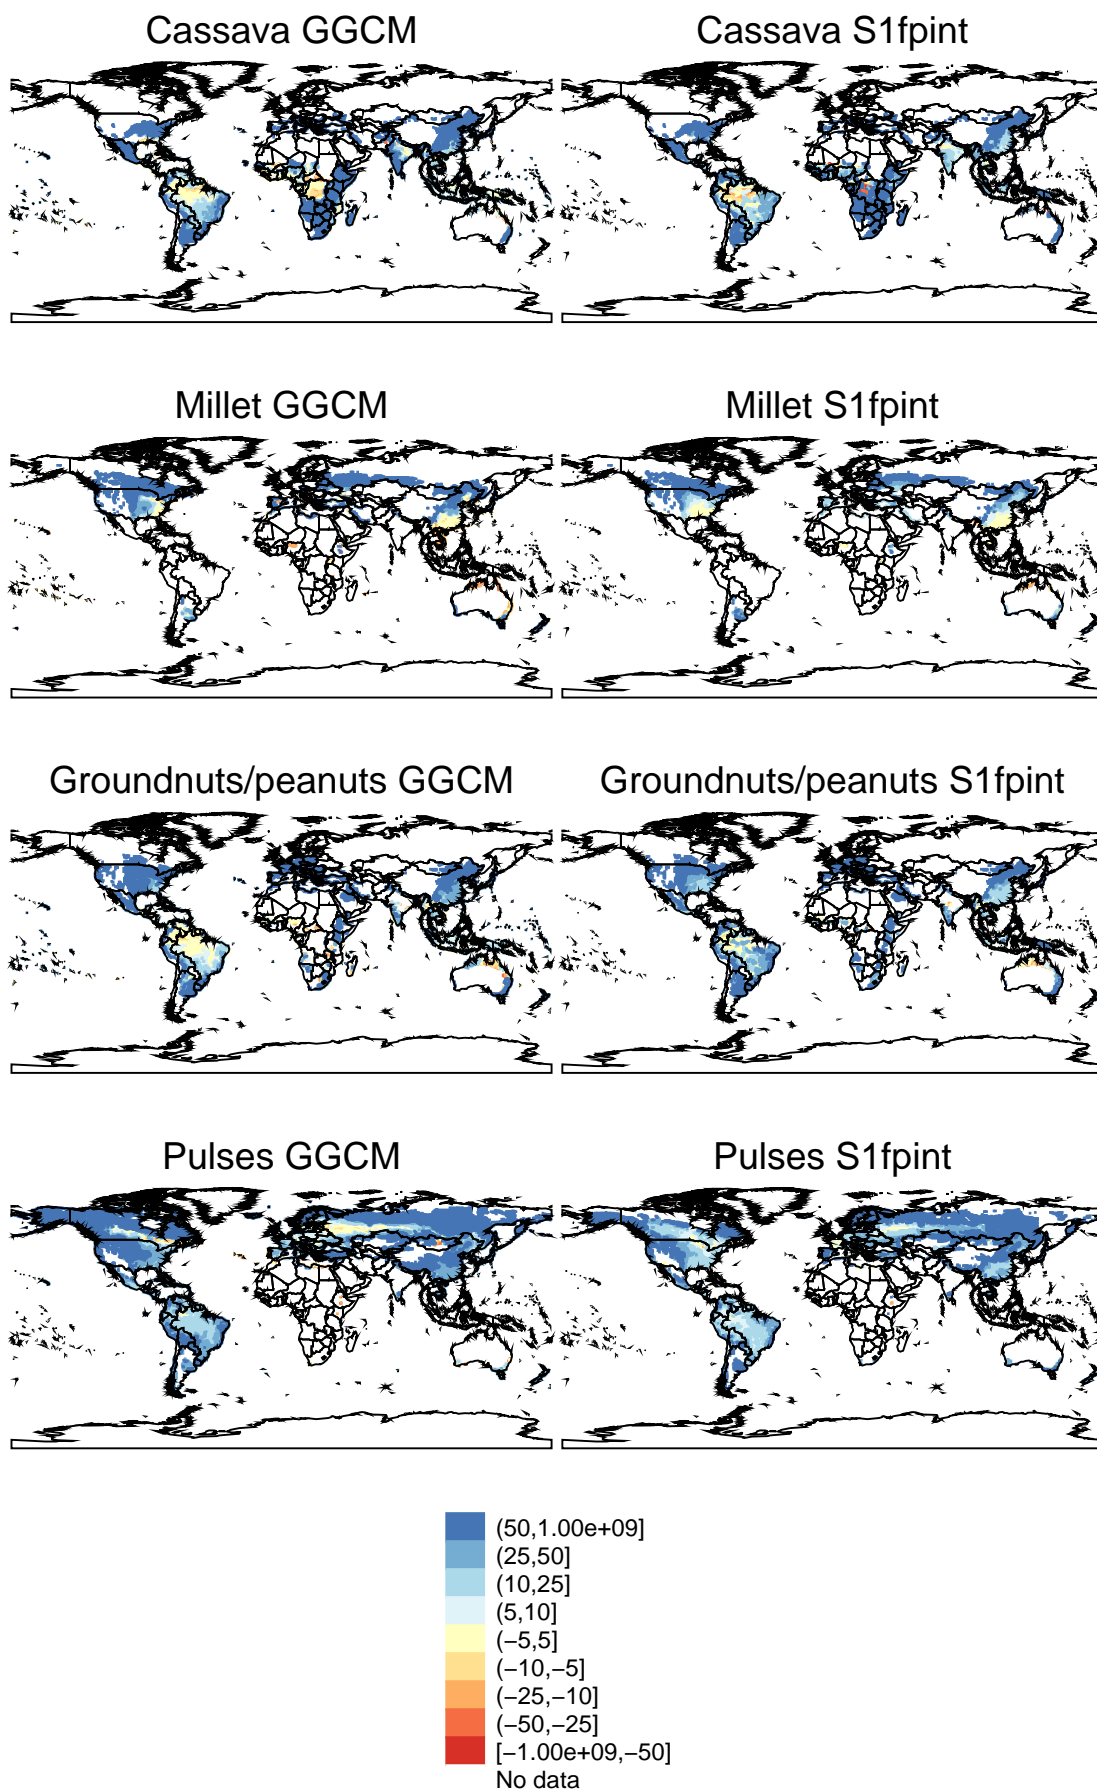 Cassava GGCM
Cassava S1fpint
Millet GGCM
Millet S1fpint
Groundnuts/peanuts GGCM
Groundnuts/peanuts S1fpint
Pulses GGCM
Pulses S1fpint
(50,1.00e+09]
(25,50]
(10,25]
(5,10]
(−5,5]
(−10,−5]
(−25,−10]
(−50,−25]
[−1.00e+09,−50]
No data